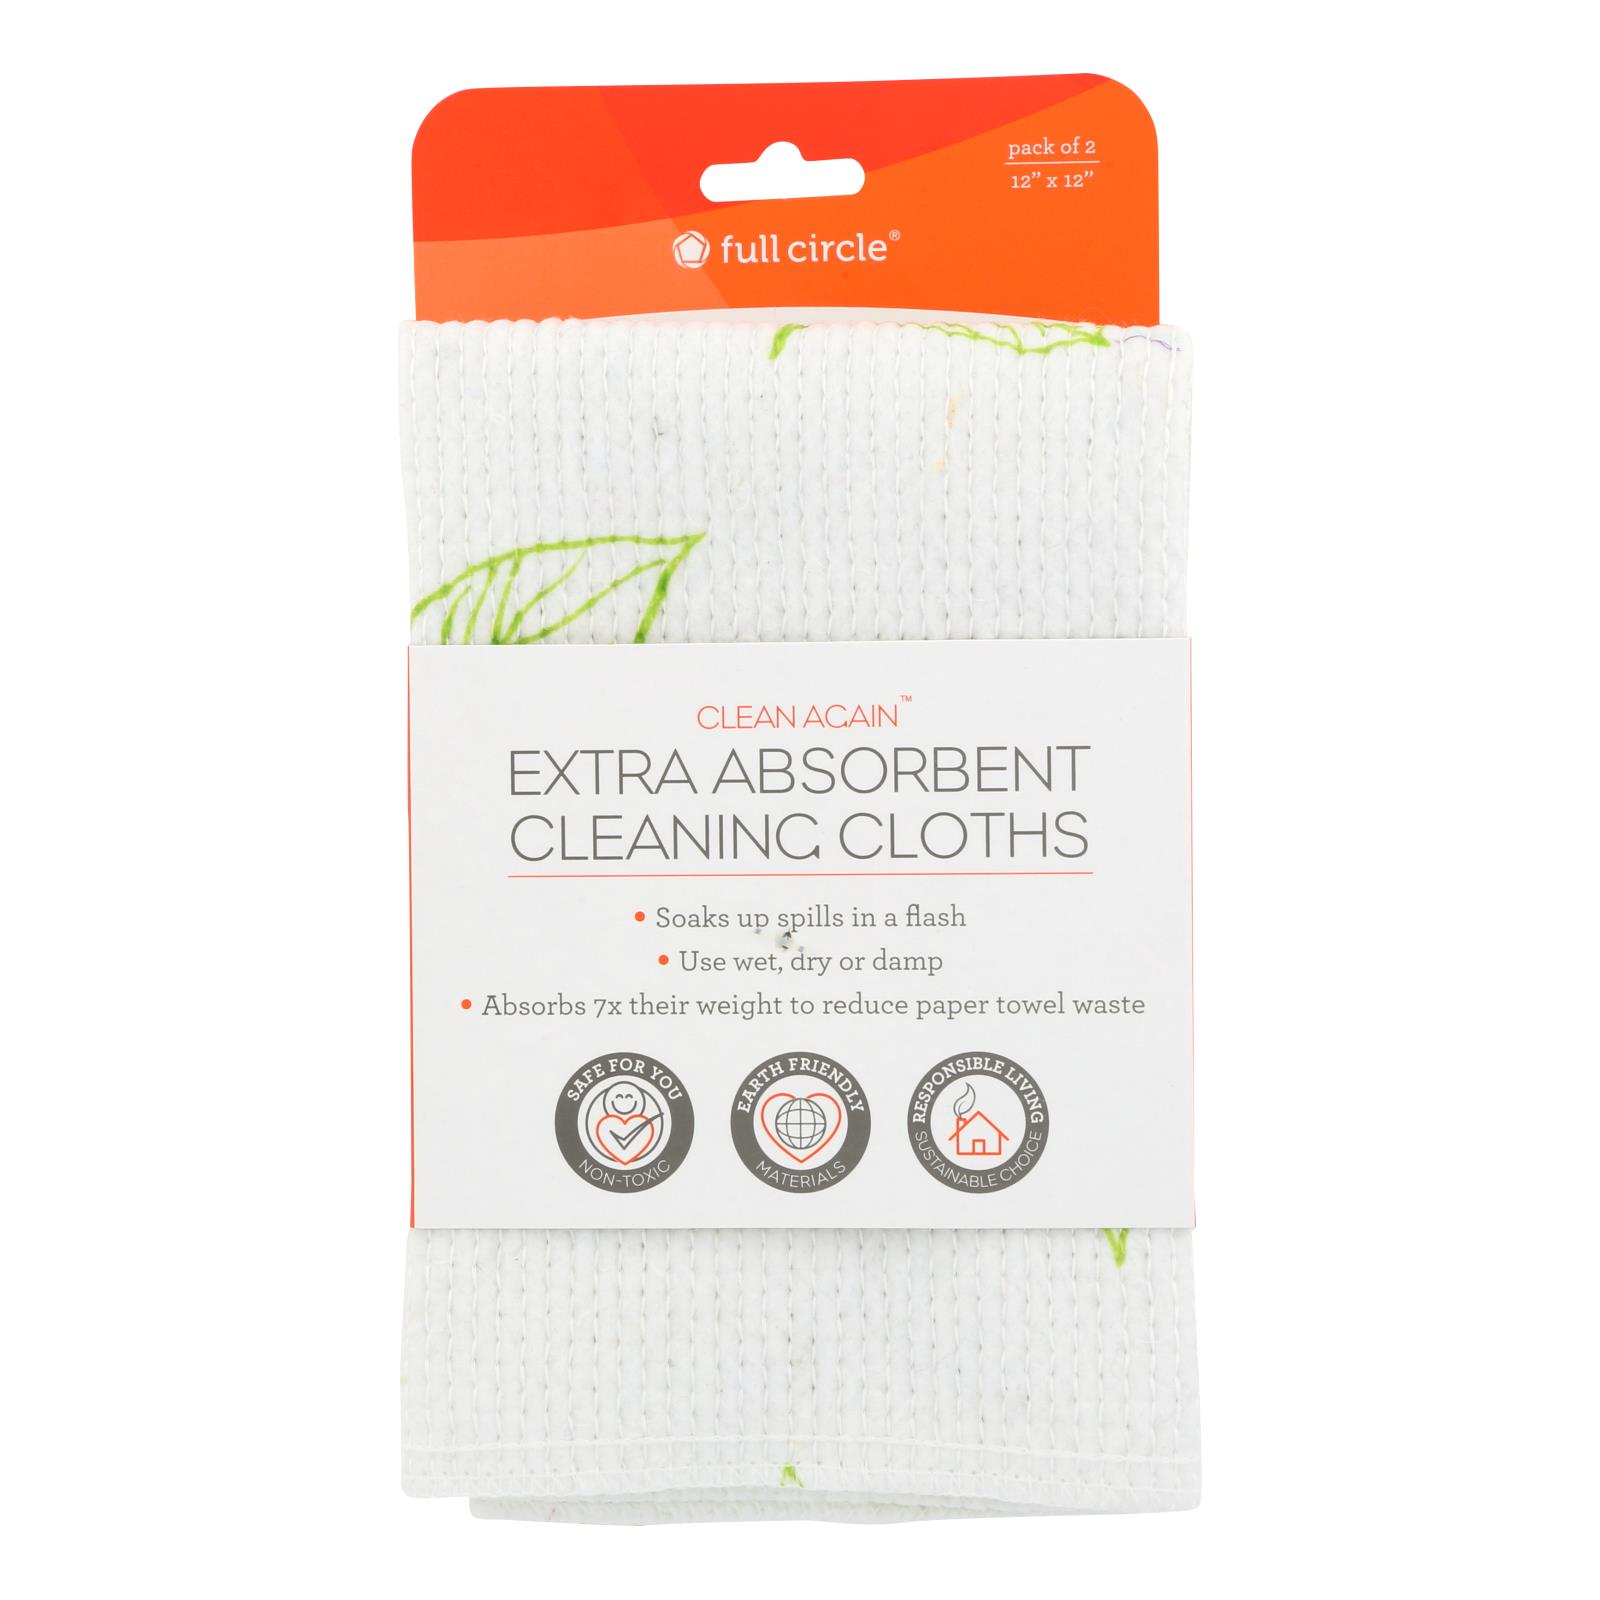 pack of 2
12” x 12”
full circle®
CLEAN AGAIN™
EXTRA ABSORBENT
CLEANING CLOTHS
• Soaks up spills in a flash
• Use wet, dry or damp
• Absorbs 7x their weight to reduce paper towel waste
SAFE FOR YOU
NON-TOXIC
EARTH FRIENDLY
MATERIALS
RESPONSIBLE LIVING
SUSTAINABLE CHOICE